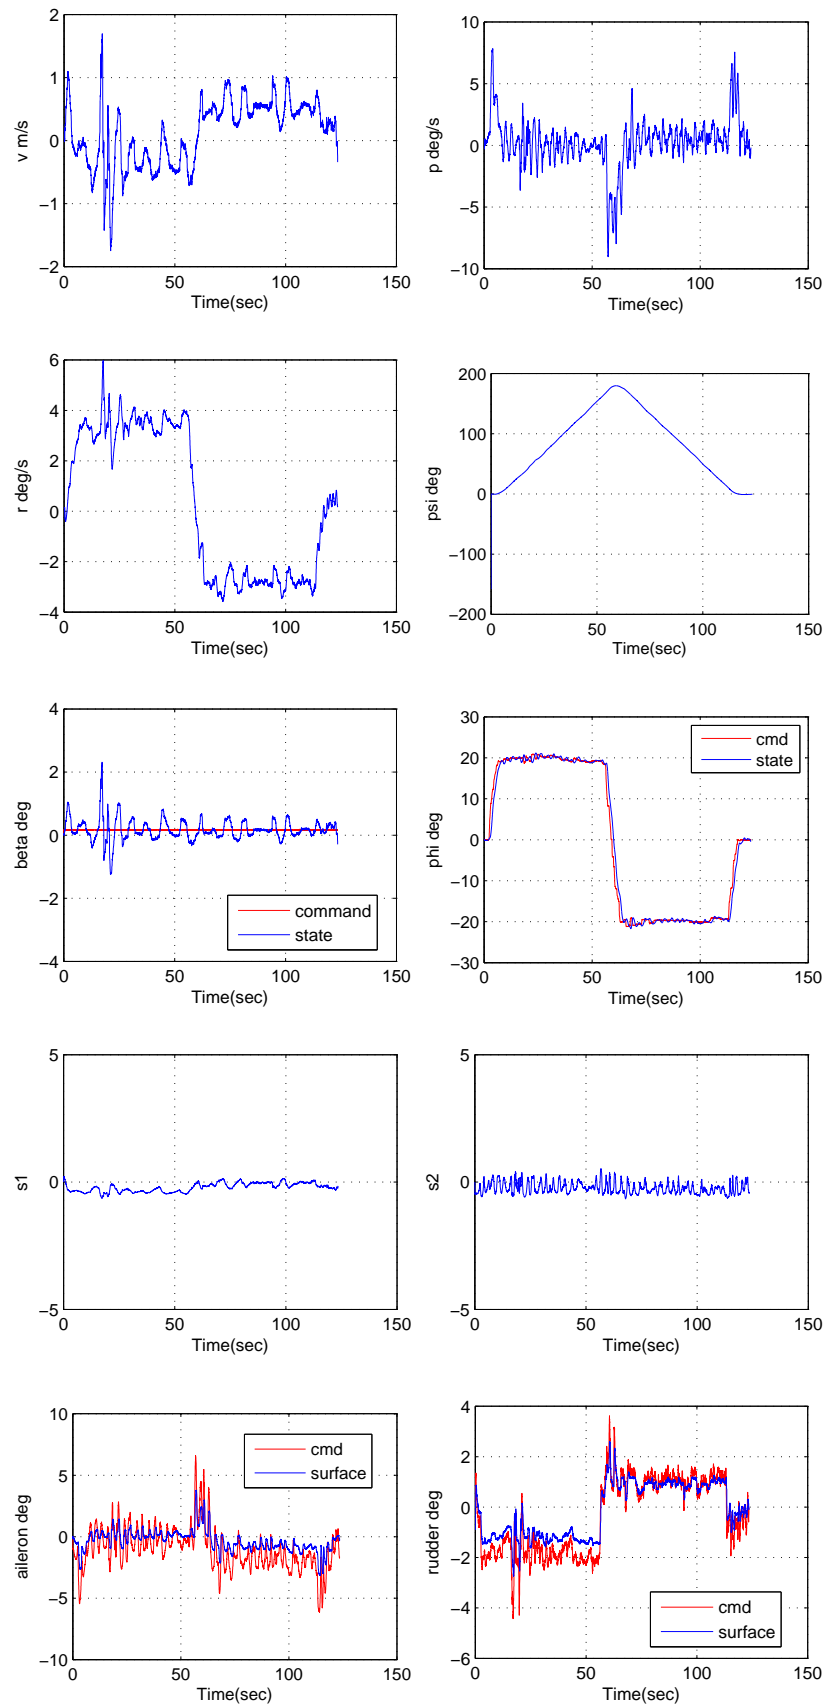 2
1
0
−1
−2
v m/s
0 50 100 150
Time(sec)
10
5
0
−5
−10
p deg/s
0 50 100 150
Time(sec)
6
4
2
0
−2
−4
r deg/s
0 50 100 150
Time(sec)
200
100
0
−100
−200
psi deg
0 50 100 150
Time(sec)
4
2
0
−2
−4
beta deg
command
state
0 50 100 150
Time(sec)
30
20
10
0
−10
−20
−30
phi deg
cmd
state
0 50 100 150
Time(sec)
5
0
−5
s1
0 50 100 150
Time(sec)
5
0
−5
s2
0 50 100 150
Time(sec)
10
5
0
−5
−10
aileron deg
cmd
surface
0 50 100 150
Time(sec)
4
2
0
−2
−4
−6
rudder deg
cmd
surface
0 50 100 150
Time(sec)